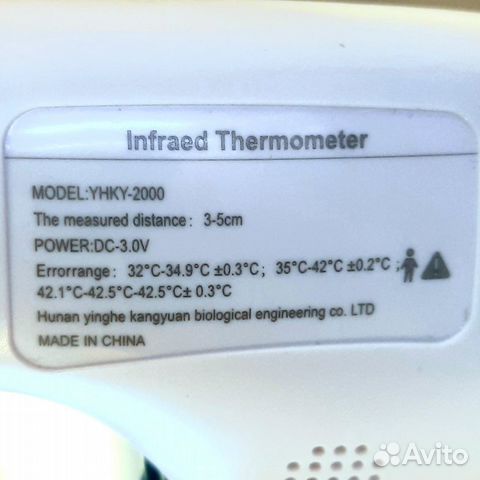 Infraed Thermometer
MODEL:YHKY-2000
The measured distance: 3-5cm
POWER:DC-3.0V
Errorrange: 32°C-34.9°C ±0.3°C; 35°C-42°C ±0.2°C ;
42.1°C-42.5°C-42.5°C± 0.3°C
Hunan yinghe kangyuan biological engineering co. LTD
MADE IN CHINA
Avito